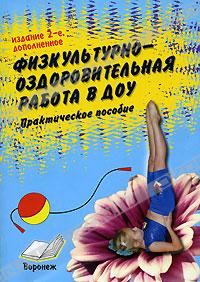 издание 2-е,
дополненное
ФИЗКУЛЬТУРНО-
ОЗДОРОВИТЕЛЬНАЯ
РАБОТА В ДОУ
Практическое пособие
Воронеж